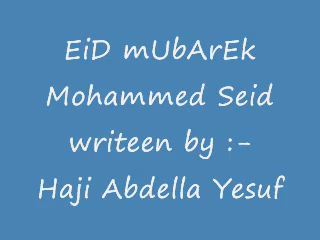 EiD mUbArEk
Mohammed Seid
writeen by :-
Haji Abdella Yesuf